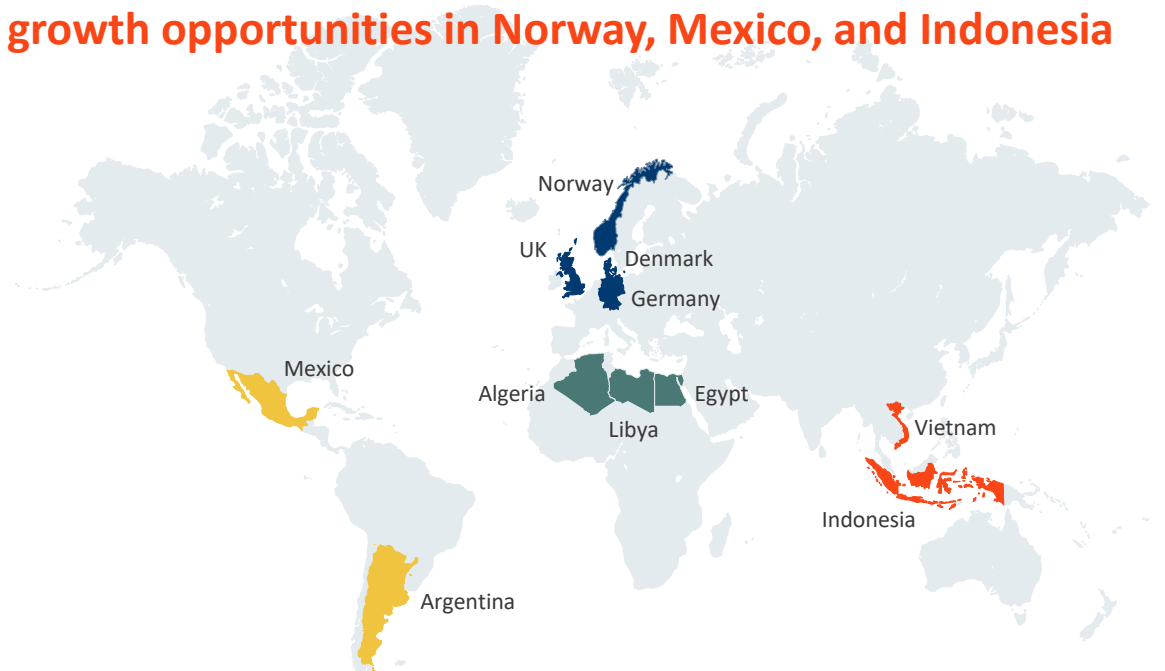 growth opportunities in Norway, Mexico, and Indonesia
Norway
UK
Denmark
Germany
Mexico
Algeria
Egypt
Libya
Vietnam
Indonesia
Argentina